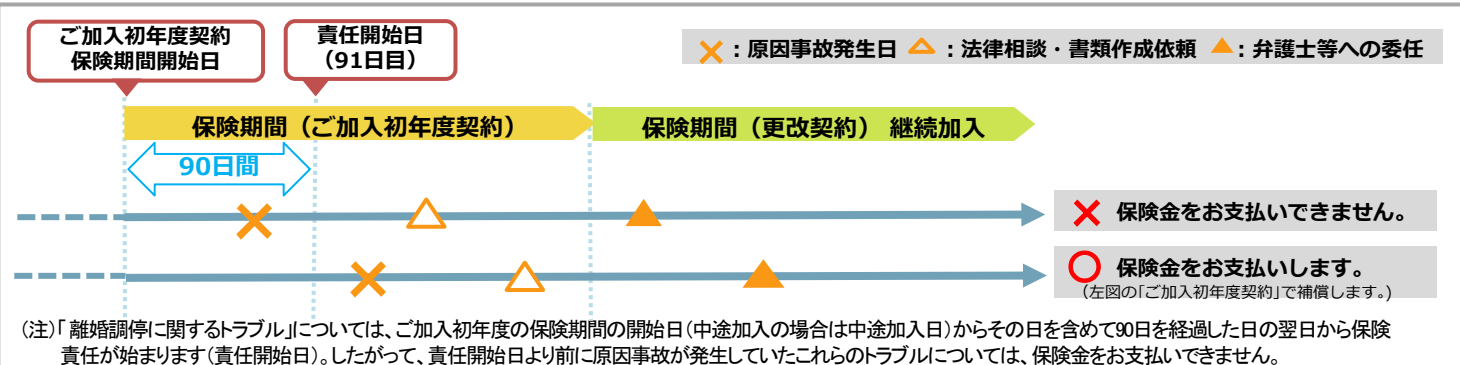 ご加入初年度契約
保険期間開始日
責任開始日
（91日目）
：原因事故発生日 ：法律相談・書類作成依頼 ：弁護士等への委任
保険期間（ご加入初年度契約）
保険期間（更改契約） 継続加入
90日間
保険金をお支払いできません。
保険金をお支払いします。
(左図の「ご加入初年度契約」で補償します。)
(注)「離婚調停に関するトラブル」については、ご加入初年度の保険期間の開始日(中途加入の場合は中途加入日)からその日を含めて90日を経過した日の翌日から保険
責任が始まります(責任開始日)。したがって、責任開始日より前に原因事故が発生していたこれらのトラブルについては、保険金をお支払いできません。